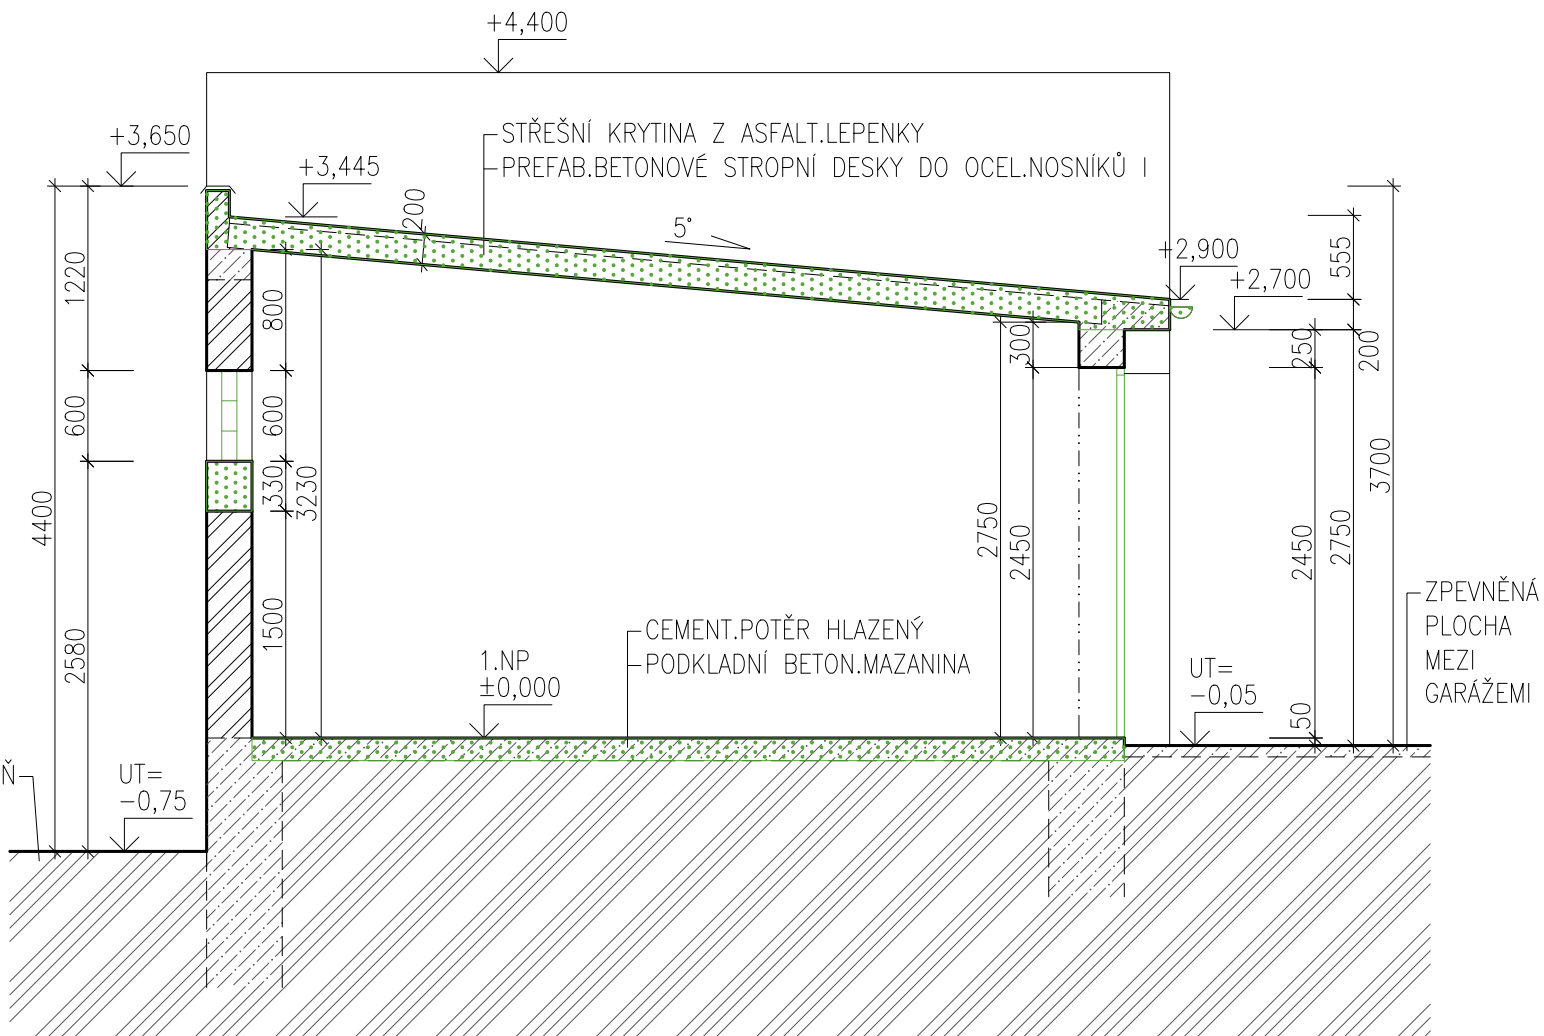 +4,400
+3,650
STŘEŠNÍ KRYTINA Z ASFALT.LEPENKY
+3,445
PREFAB.BETONOVÉ STROPNÍ DESKY DO OCEL.NOSNÍKŮ I
200
5°
+2,900
+2,700
1220
800
555
300
250
200
600
600
4400
330
3230
2750
2450
2450
2750
3700
2580
1500
ZPEVNĚNÁ
PLOCHA
MEZI
GARÁŽEMI
CEMENT.POTĚR HLAZENÝ
PODKLADNÍ BETON.MAZANINA
1.NP
±0,000
UT=
-0,05
50
Ň
UT=
-0,75